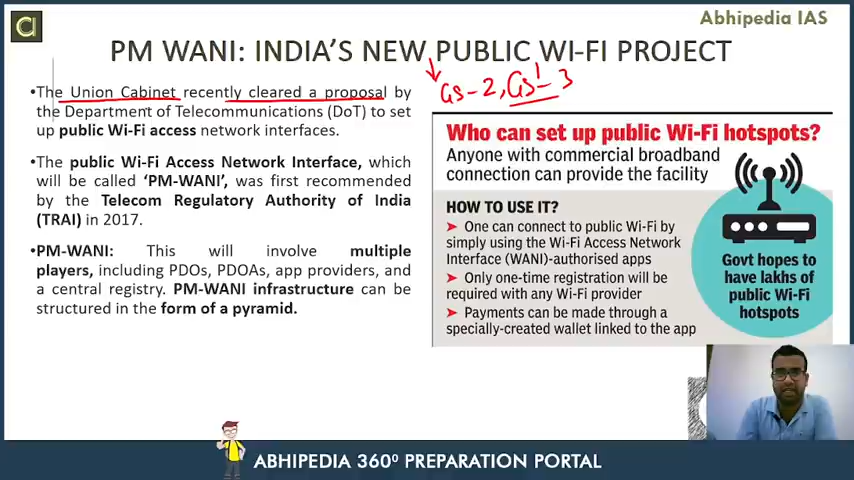 Abhipedia IAS
PM WANI: INDIA'S NEW PUBLIC WI-FI PROJECT
GS-2, GS-3
•The Union Cabinet recently cleared a proposal by
the Department of Telecommunications (DoT) to set
up public Wi-Fi access network interfaces.
•The public Wi-Fi Access Network Interface, which
will be called 'PM-WANI', was first recommended
by the Telecom Regulatory Authority of India
(TRAI) in 2017.
•PM-WANI: This will involve multiple
players, including PDOs, PDOAs, app providers, and
a central registry. PM-WANI infrastructure can be
structured in the form of a pyramid.
Who can set up public Wi-Fi hotspots?
Anyone with commercial broadband
connection can provide the facility
HOW TO USE IT?
➤ One can connect to public Wi-Fi by
simply using the Wi-Fi Access Network
Interface (WANI)-authorised apps
➤ Only one-time registration will be
required with any Wi-Fi provider
➤ Payments can be made through a
specially-created wallet linked to the app
Govt hopes to
have lakhs of
public Wi-Fi
hotspots
ABHIPEDIA 360⁰ PREPARATION PORTAL